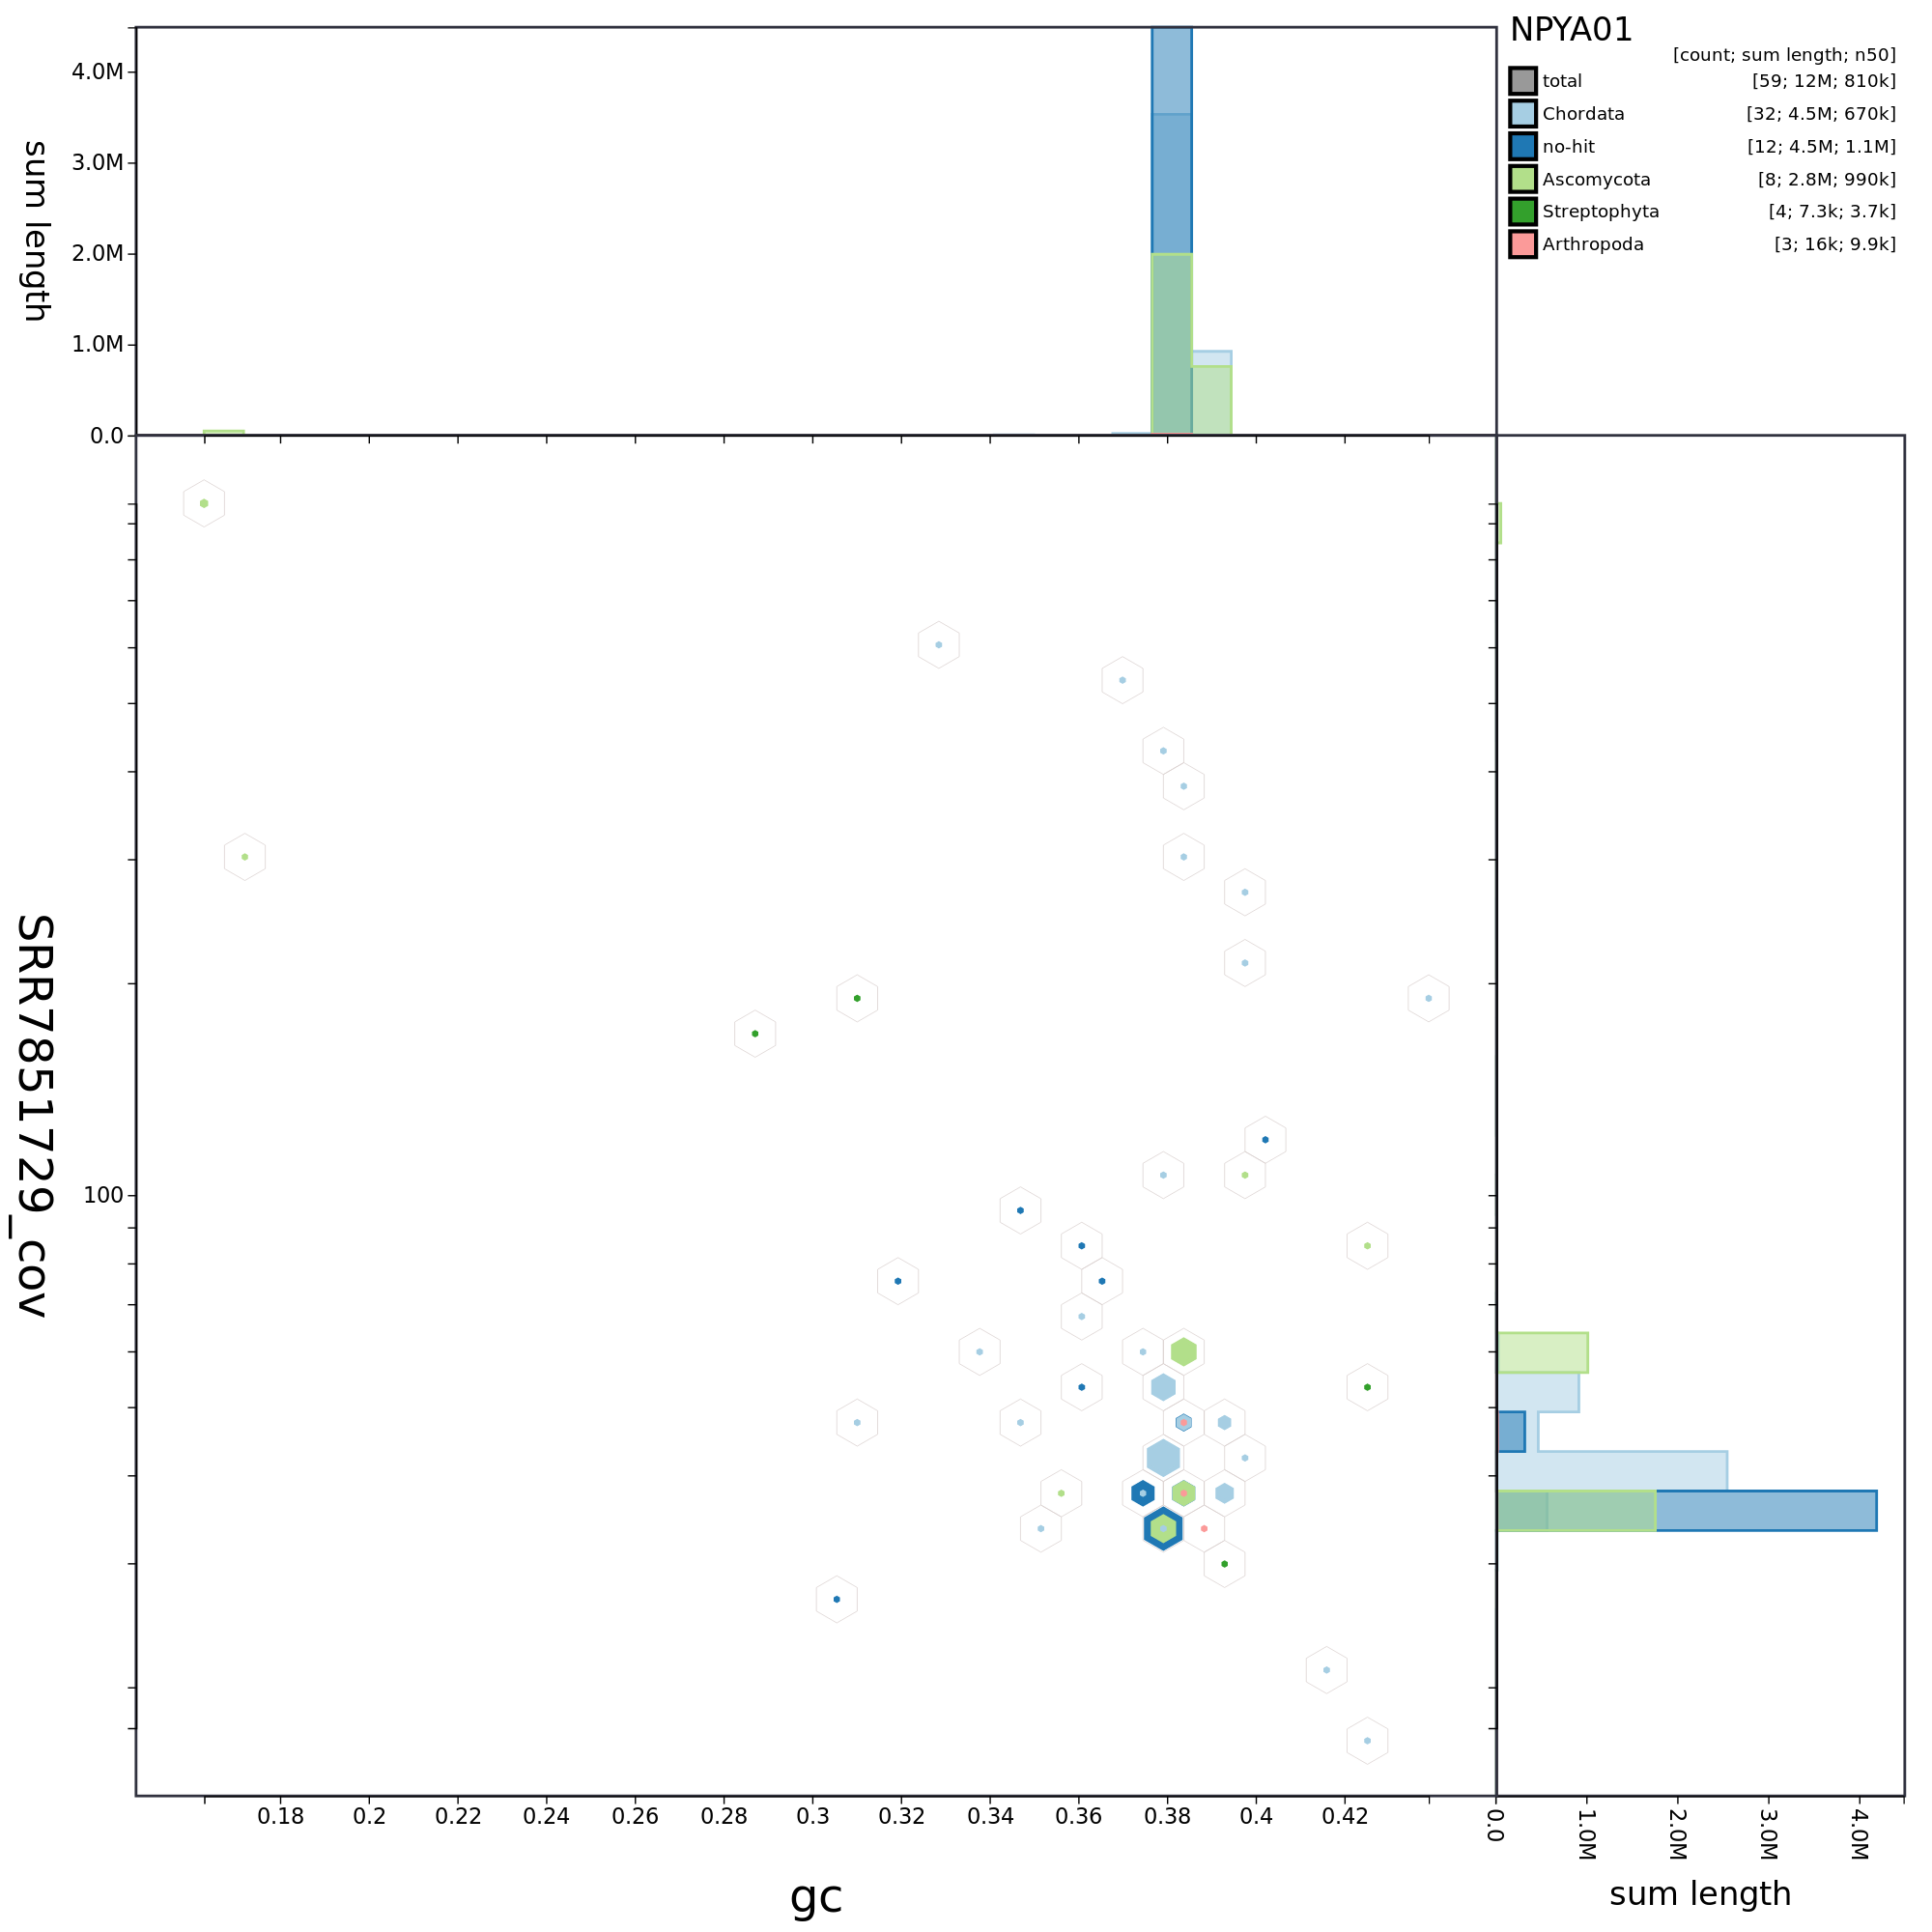 NPYA01
[count; sum length; n50]
total [59; 12M; 810k]
Chordata [32; 4.5M; 670k]
no-hit [12; 4.5M; 1.1M]
Ascomycota [8; 2.8M; 990k]
Streptophyta [4; 7.3k; 3.7k]
Arthropoda [3; 16k; 9.9k]
sum length
4.0M
3.0M
2.0M
1.0M
0.0
SRR7851729_cov
100
0.18 0.2 0.22 0.24 0.26 0.28 0.3 0.32 0.34 0.36 0.38 0.4 0.42
gc
0.0 1.0M 2.0M 3.0M 4.0M
sum length